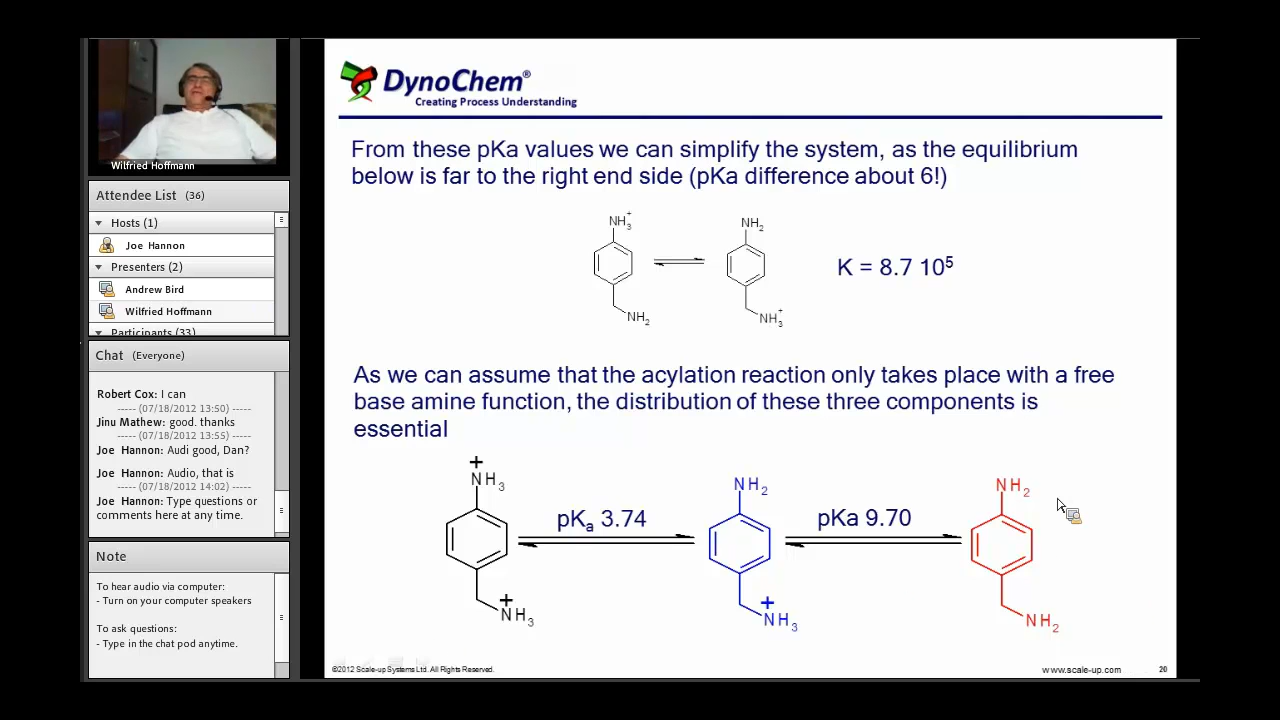 Wilfried Hoffmann
Attendee List (36)
Hosts (1)
Joe Hannon
Presenters (2)
Andrew Bird
Wilfried Hoffmann
Participants (33)
Chat (Everyone)
Robert Cox: I can
----- (07/18/2012 13:50) -----
Jinu Mathew: good. thanks
----- (07/18/2012 13:55) -----
Joe Hannon: Audi good, Dan?
Joe Hannon: Audio, that is
----- (07/18/2012 14:02) -----
Joe Hannon: Type questions or
comments here at any time.
Note
To hear audio via computer:
- Turn on your computer speakers
To ask questions:
- Type in the chat pod anytime.
DynoChem®
Creating Process Understanding
From these pKa values we can simplify the system, as the equilibrium
below is far to the right end side (pKa difference about 6!)
NH3+
NH2
K = 8.7 10⁵
NH2
NH3+
As we can assume that the acylation reaction only takes place with a free
base amine function, the distribution of these three components is
essential
+
NH3
NH2
NH2
pKa 3.74
pKa 9.70
+
NH3
+
NH3
NH2
©2012 Scale-up Systems Ltd. All Rights Reserved.
www.scale-up.com
20